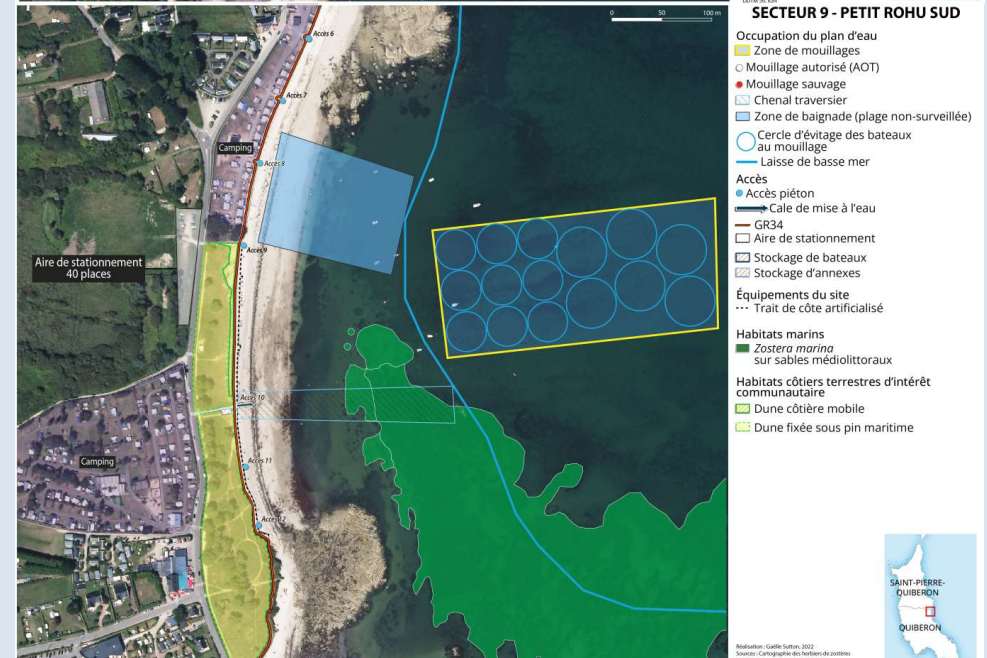 0 50 100 m
Accès 6
Accès 7
Camping
Accès 8
Accès 9
Aire de stationnement
40 places
Accès 10
Camping
Accès 11
SECTEUR 9 - PETIT ROHU SUD
Occupation du plan d'eau
Zone de mouillages
Mouillage autorisé (AOT)
Mouillage sauvage
Chenal traversier
Zone de baignade (plage non-surveillée)
Cercle d'évitage des bateaux
au mouillage
Laisse de basse mer
Accès
Accès piéton
Cale de mise à l'eau
GR34
Aire de stationnement
Stockage de bateaux
Stockage d'annexes
Équipements du site
Trait de côte artificialisé
Habitats marins
Zostera marina
sur sables médiolittoraux
Habitats côtiers terrestres d'intérêt
communautaire
Dune côtière mobile
Dune fixée sous pin maritime
SAINT-PIERRE-
QUIBERON
QUIBERON
Réalisation : Gaëlle Sutton, 2022
Sources : Cartographie des herbiers de zostères